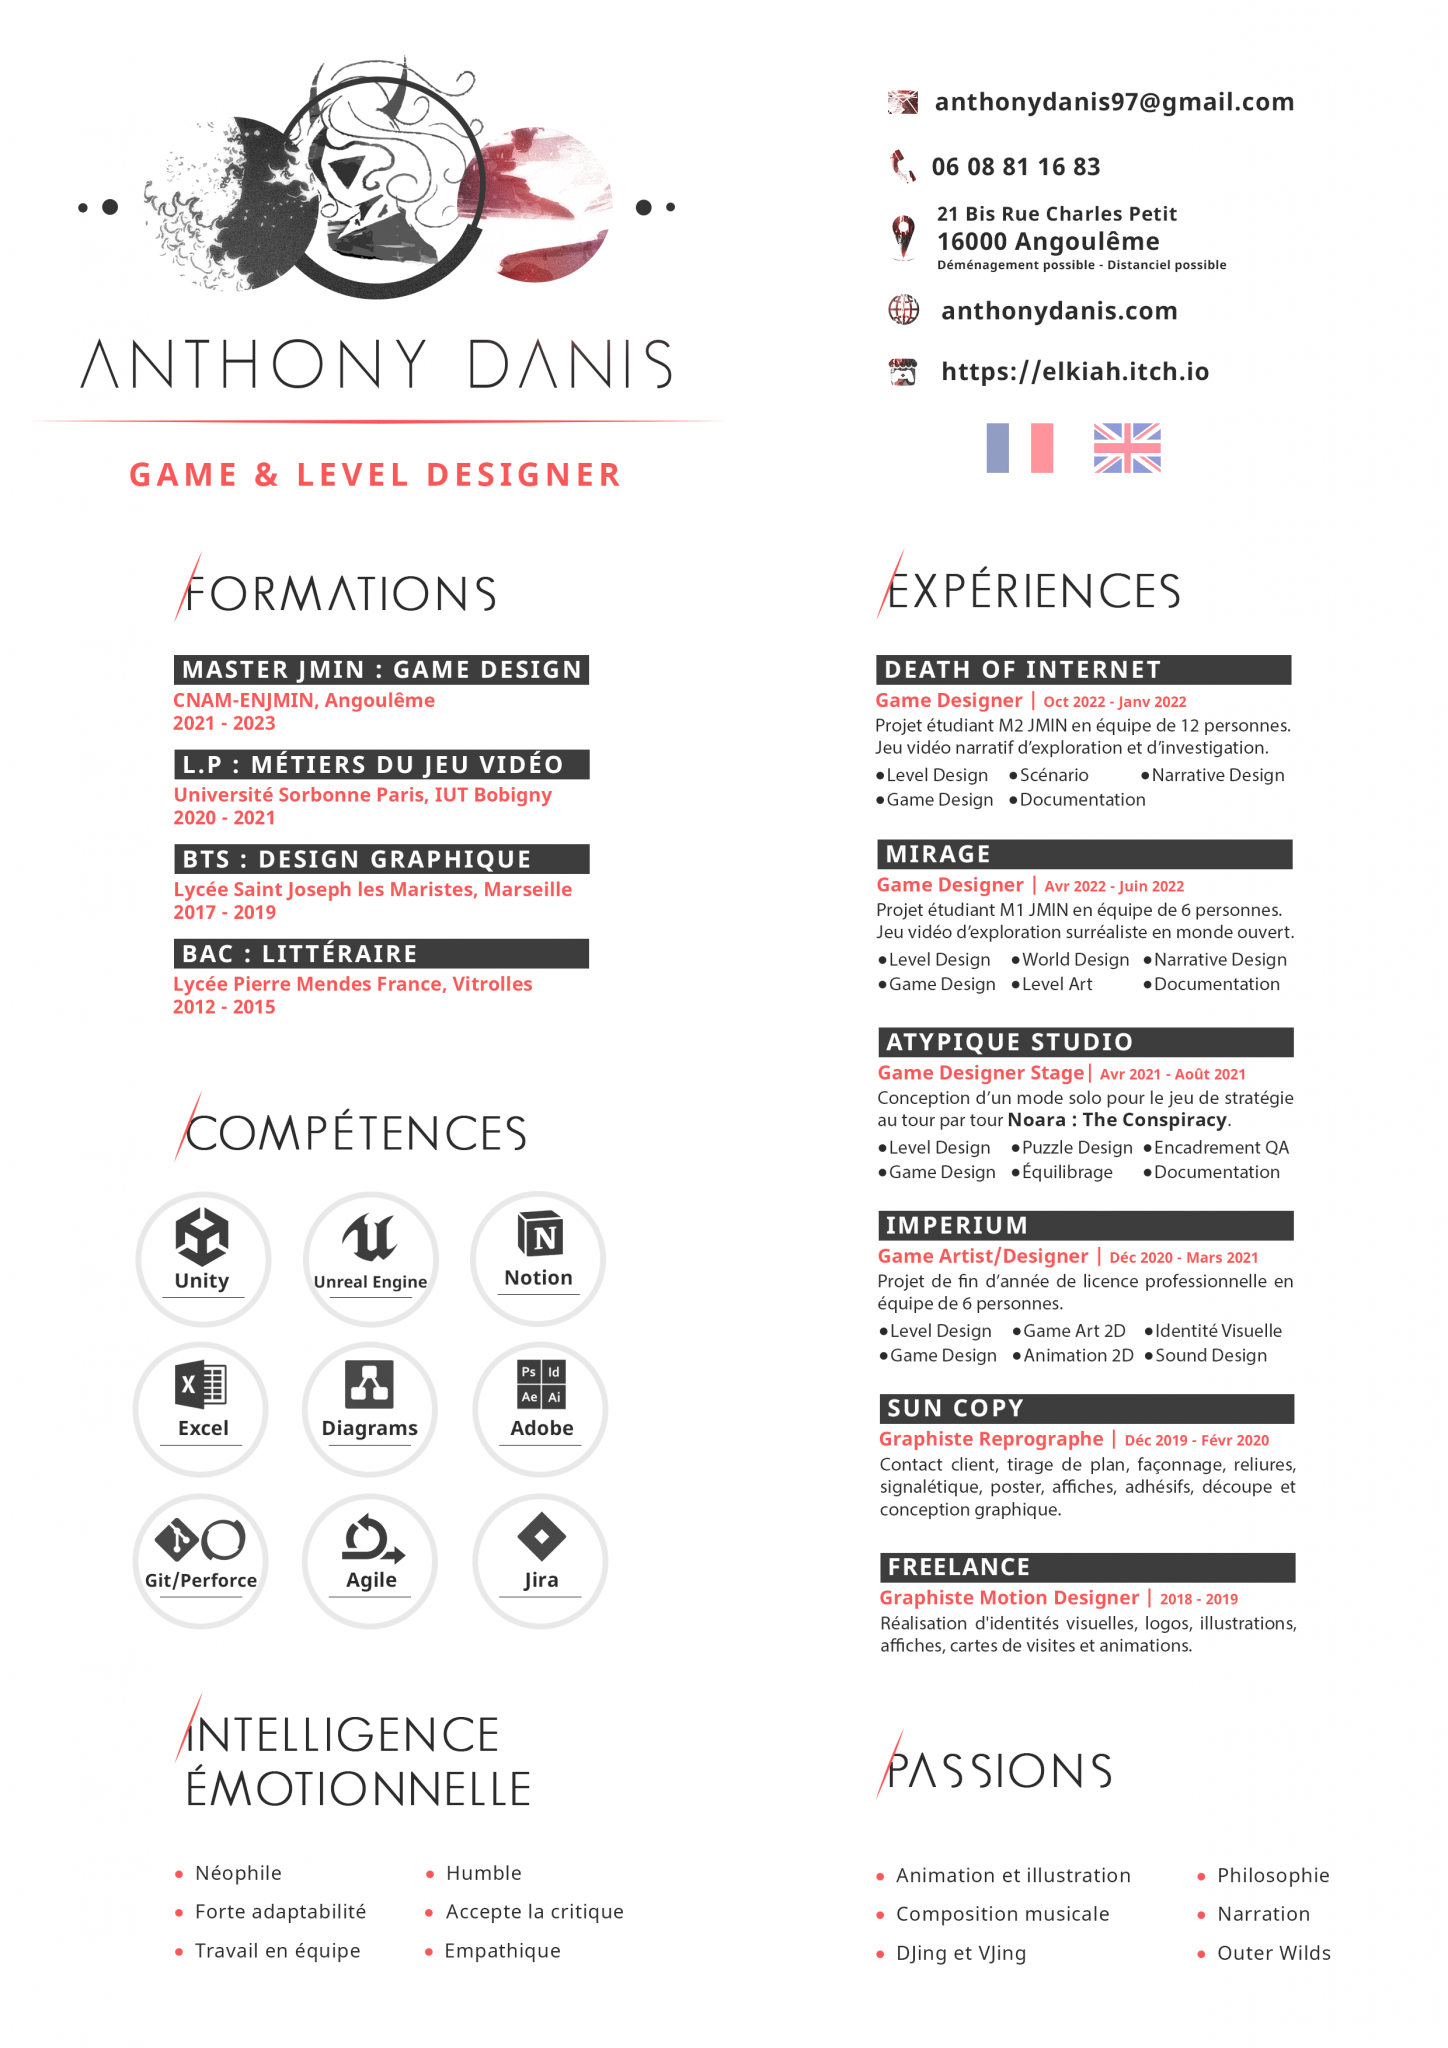 ANTHONY DANIS
GAME & LEVEL DESIGNER
anthonydanis97@gmail.com
06 08 81 16 83
21 Bis Rue Charles Petit
16000 Angoulême
Déménagement possible - Distanciel possible
anthonydanis.com
https://elkiah.itch.io
FORMATIONS
MASTER JMIN : GAME DESIGN
CNAM-ENJMIN, Angoulême
2021 - 2023
L.P : MÉTIERS DU JEU VIDÉO
Université Sorbonne Paris, IUT Bobigny
2020 - 2021
BTS : DESIGN GRAPHIQUE
Lycée Saint Joseph les Maristes, Marseille
2017 - 2019
BAC : LITTÉRAIRE
Lycée Pierre Mendes France, Vitrolles
2012 - 2015
COMPÉTENCES
Unity
Unreal Engine
N
Notion
X
Excel
Diagrams
Ps Id
Ae Ai
Adobe
Git/Perforce
Agile
Jira
INTELLIGENCE
ÉMOTIONNELLE
• Néophile • Humble
• Forte adaptabilité • Accepte la critique
• Travail en équipe • Empathique
EXPÉRIENCES
DEATH OF INTERNET
Game Designer | Oct 2022 - Janv 2022
Projet étudiant M2 JMIN en équipe de 12 personnes.
Jeu vidéo narratif d’exploration et d’investigation.
•Level Design •Scénario •Narrative Design
•Game Design •Documentation
MIRAGE
Game Designer | Avr 2022 - Juin 2022
Projet étudiant M1 JMIN en équipe de 6 personnes.
Jeu vidéo d’exploration surréaliste en monde ouvert.
•Level Design •World Design •Narrative Design
•Game Design •Level Art •Documentation
ATYPIQUE STUDIO
Game Designer Stage| Avr 2021 - Août 2021
Conception d’un mode solo pour le jeu de stratégie
au tour par tour Noara : The Conspiracy.
•Level Design •Puzzle Design •Encadrement QA
•Game Design •Équilibrage •Documentation
IMPERIUM
Game Artist/Designer | Déc 2020 - Mars 2021
Projet de fin d’année de licence professionnelle en
équipe de 6 personnes.
•Level Design •Game Art 2D •Identité Visuelle
•Game Design •Animation 2D •Sound Design
SUN COPY
Graphiste Reprographe | Déc 2019 - Févr 2020
Contact client, tirage de plan, façonnage, reliures,
signalétique, poster, affiches, adhésifs, découpe et
conception graphique.
FREELANCE
Graphiste Motion Designer | 2018 - 2019
Réalisation d'identités visuelles, logos, illustrations,
affiches, cartes de visites et animations.
PASSIONS
• Animation et illustration • Philosophie
• Composition musicale • Narration
• DJing et VJing • Outer Wilds